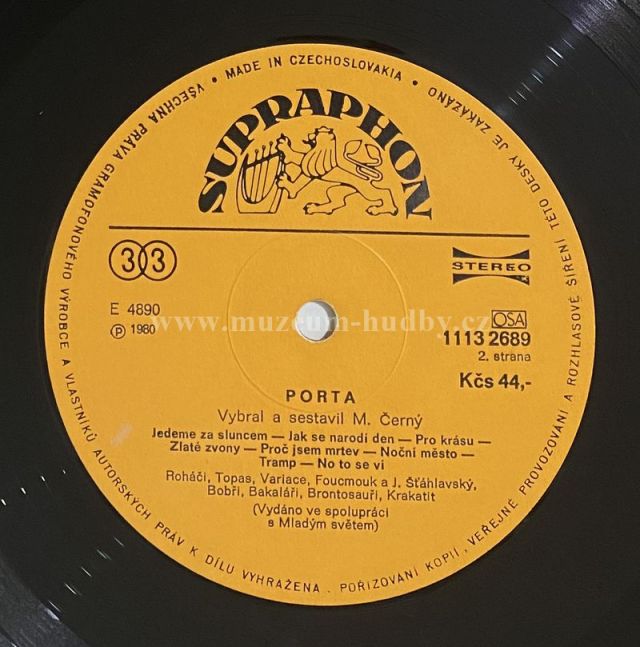 VŠECHNA PRÁVA GRAMOFONOVÉHO VÝROBCE A VLASTNÍKŮ AUTORSKÝCH PRÁV K DÍLU VYHRAŽENA. POŘIZOVÁNÍ KOPIÍ, VEŘEJNÉ PROVOZOVÁNÍ A ROZHLASOVÉ ŠÍŘENÍ TÉTO DESKY JE ZAKÁZÁNO • MADE IN CZECHOSLOVAKIA •
SUPRAPHON
33
STEREO
E 4890
℗ 1980
www.muzeum-hudby.cz
OSA
1113 2689
2. strana
Kčs 44,-
PORTA
Vybral a sestavil M. Černý
Jedeme za sluncem — Jak se narodí den — Pro krásu —
Zlaté zvony — Proč jsem mrtev — Noční město —
Tramp — No to se ví
Roháči, Topas, Variace, Foucmouk a J. Šťáhlavský,
Bobři, Bakaláři, Brontosauři, Krakatit
(Vydáno ve spolupráci
s Mladým světem)